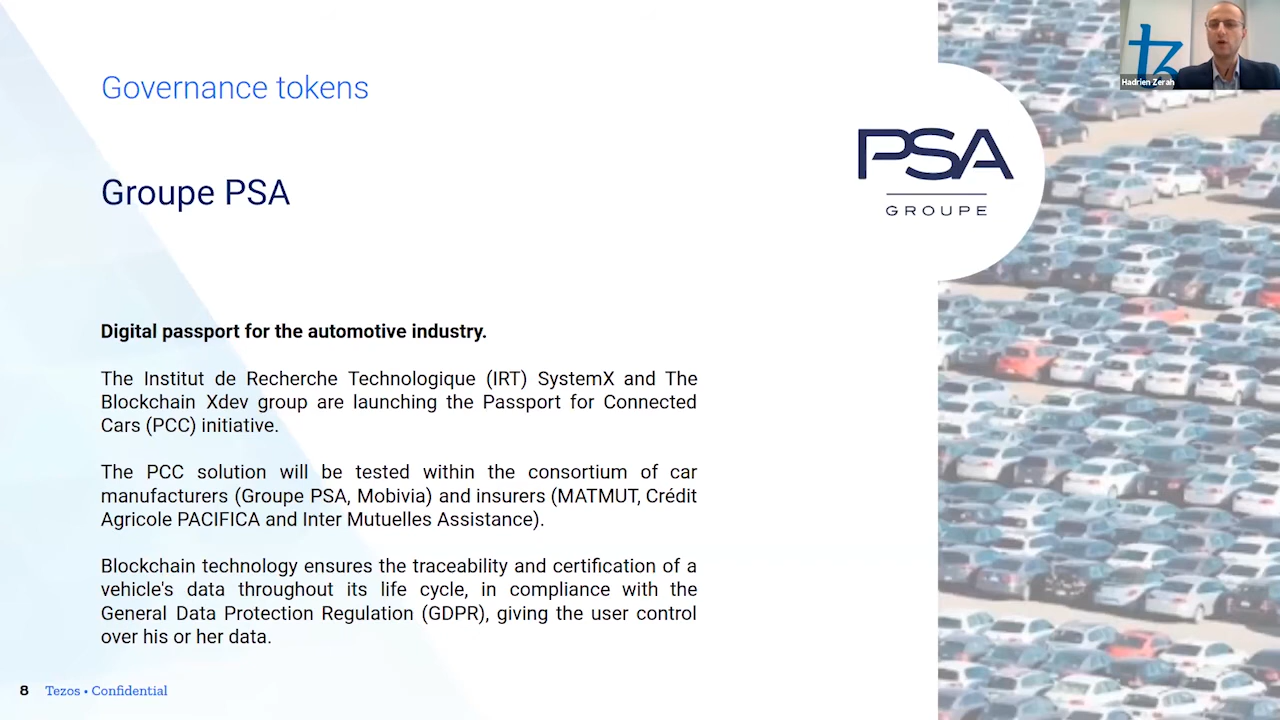 Governance tokens
Groupe PSA
PSA
GROUPE
Hadrien Zerah
Digital passport for the automotive industry.
The Institut de Recherche Technologique (IRT) SystemX and The
Blockchain Xdev group are launching the Passport for Connected
Cars (PCC) initiative.
The PCC solution will be tested within the consortium of car
manufacturers (Groupe PSA, Mobivia) and insurers (MATMUT, Crédit
Agricole PACIFICA and Inter Mutuelles Assistance).
Blockchain technology ensures the traceability and certification of a
vehicle's data throughout its life cycle, in compliance with the
General Data Protection Regulation (GDPR), giving the user control
over his or her data.
8 Tezos • Confidential